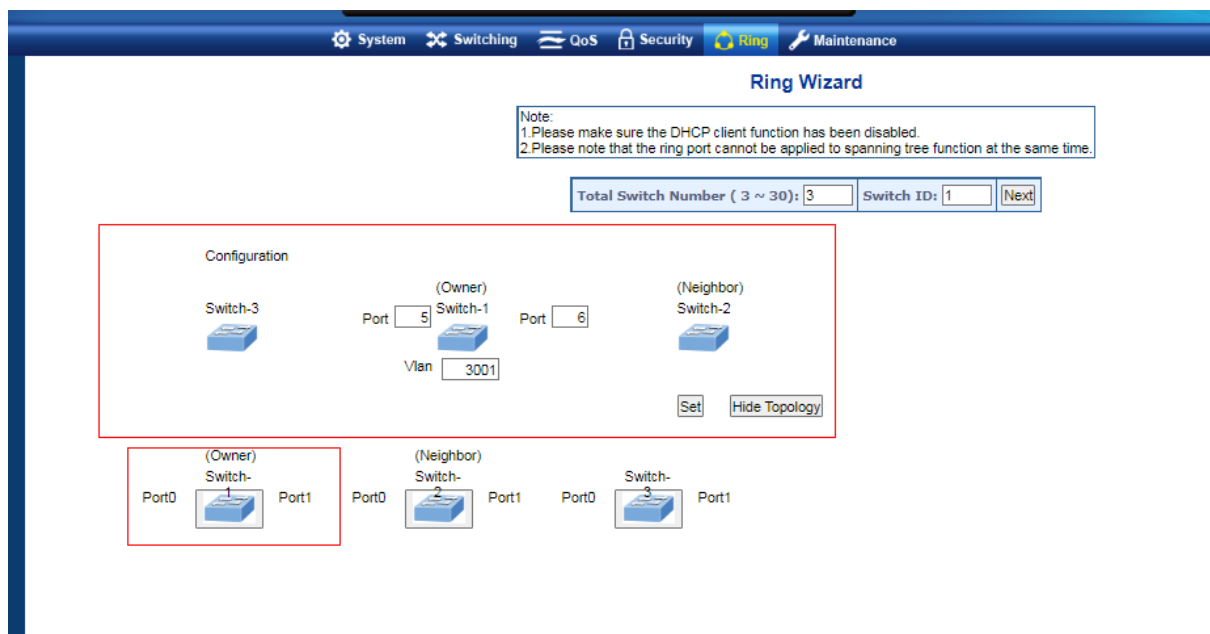 System Switching QoS Security Ring Maintenance
Ring Wizard
Note:
1.Please make sure the DHCP client function has been disabled.
2.Please note that the ring port cannot be applied to spanning tree function at the same time.
Total Switch Number ( 3 ~ 30): 3 Switch ID: 1 Next
Configuration
(Owner) (Neighbor)
Switch-3 Port 5 Switch-1 Port 6 Switch-2
Vlan 3001
Set Hide Topology
(Owner) (Neighbor)
Switch- Switch- Switch-
Port0 1 Port1 Port0 2 Port1 Port0 3 Port1